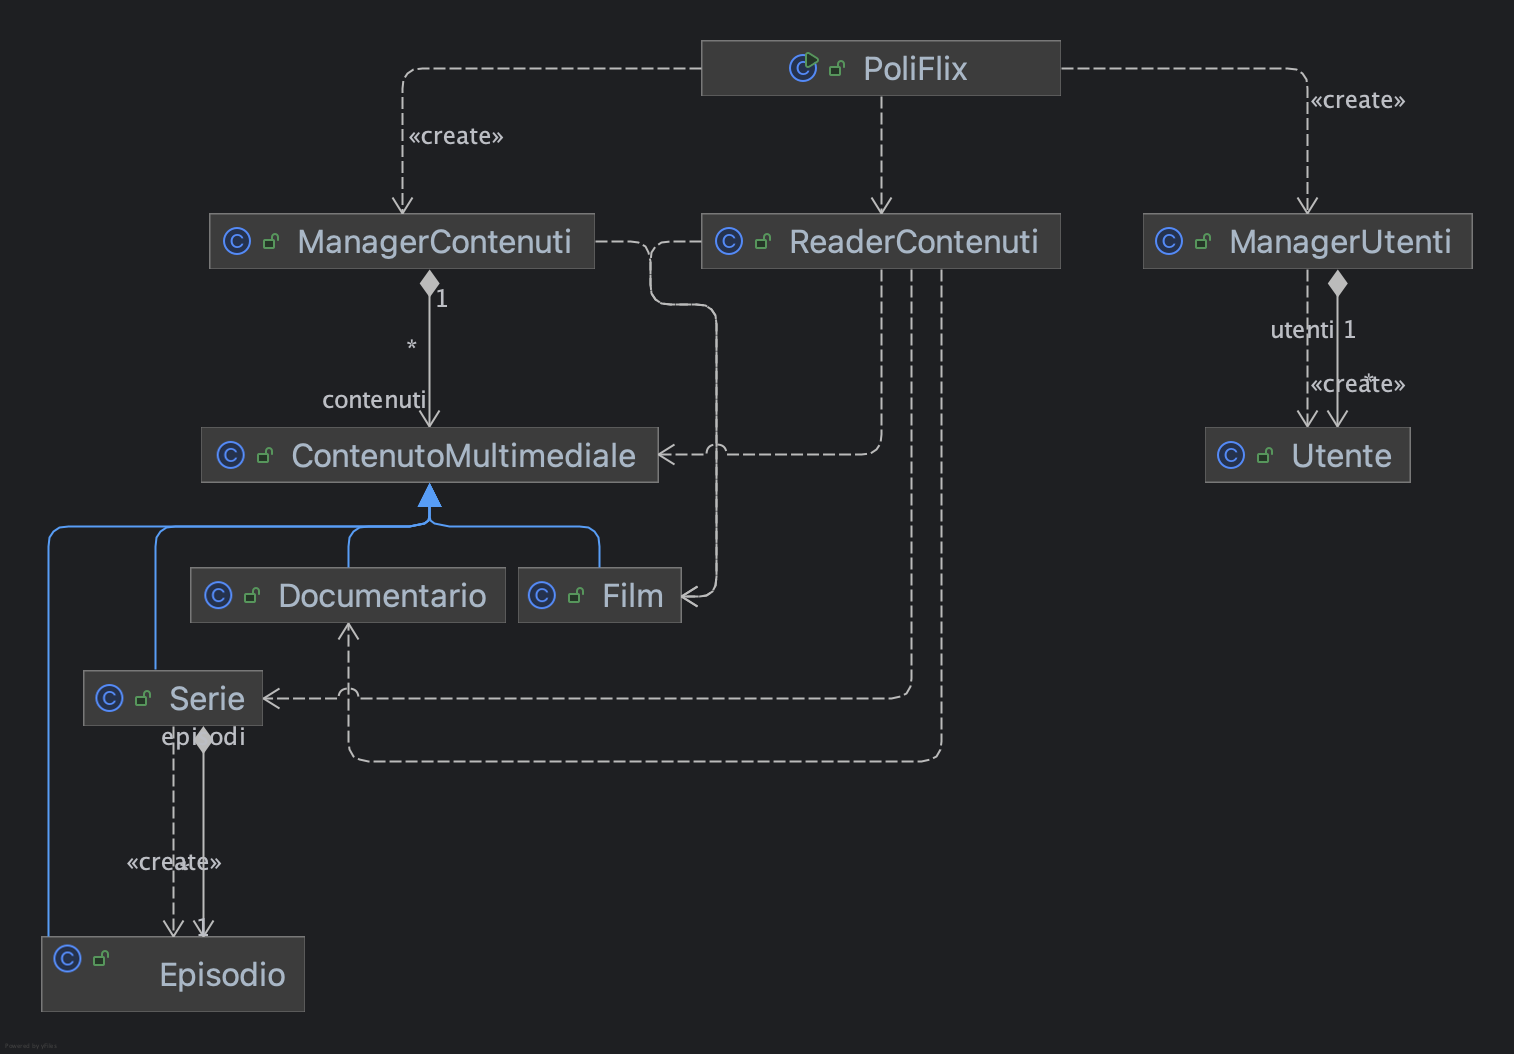 PoliFlix
«create»
«create»
ManagerContenuti
ReaderContenuti
ManagerUtenti
1
*
contenuti
utenti 1
*
«create»
ContenutoMultimediale
Utente
Documentario
Film
Serie
episodi
«create»
*
1
Episodio
Powered by yFiles